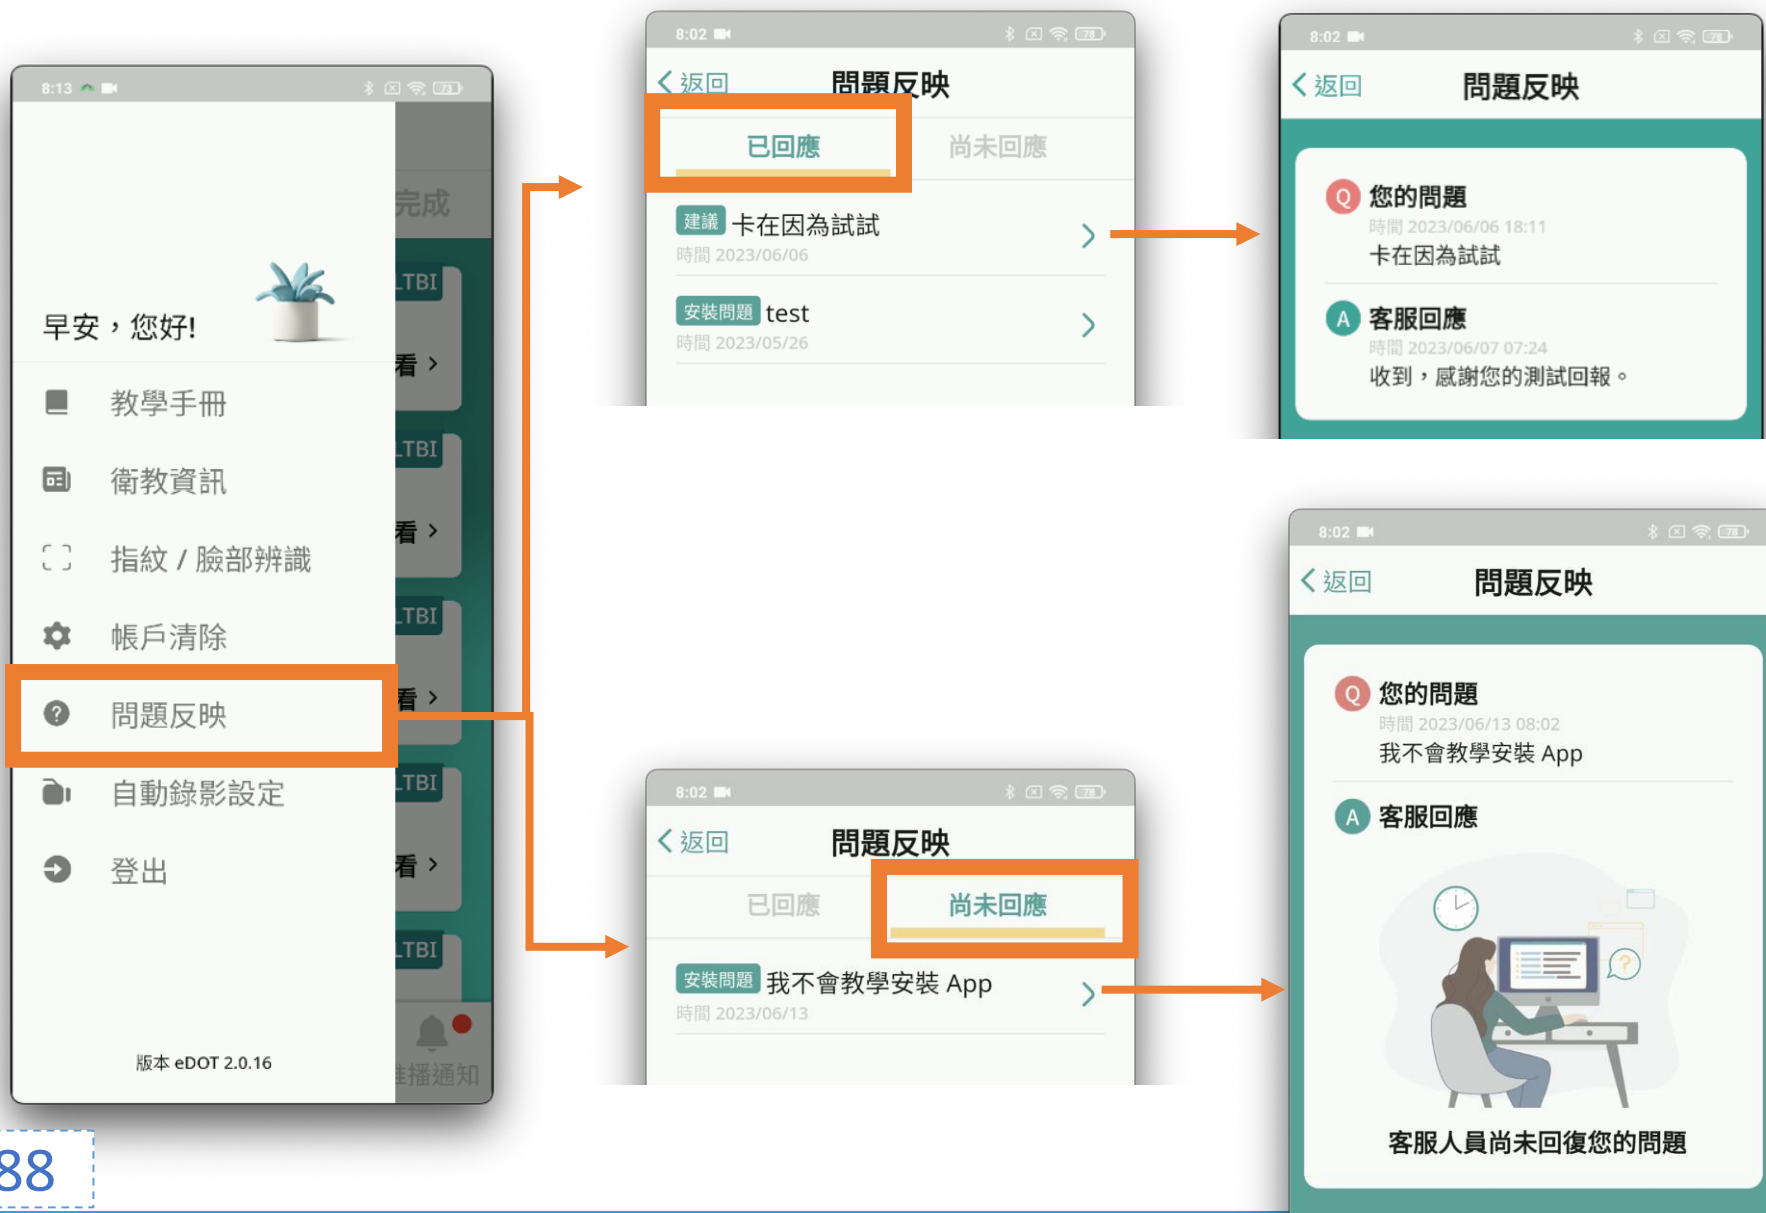 8:13
73
完成
LTBI
早安，您好!
看 >
教學手冊
LTBI
衛教資訊
看 >
指紋 / 臉部辨識
LTBI
帳戶清除
看 >
問題反映
LTBI
自動錄影設定
看 >
登出
LTBI
版本 eDOT 2.0.16
播通知
88
8:02
78
返回
問題反映
已回應
尚未回應
建議 卡在因為試試
時間 2023/06/06
安裝問題 test
時間 2023/05/26
8:02
78
返回
問題反映
Q 您的問題
時間 2023/06/06 18:11
卡在因為試試
A 客服回應
時間 2023/06/07 07:24
收到，感謝您的測試回報。
8:02
78
返回
問題反映
已回應
尚未回應
安裝問題 我不會教學安裝 App
時間 2023/06/13
8:02
78
返回
問題反映
Q 您的問題
時間 2023/06/13 08:02
我不會教學安裝 App
A 客服回應
?
客服人員尚未回復您的問題